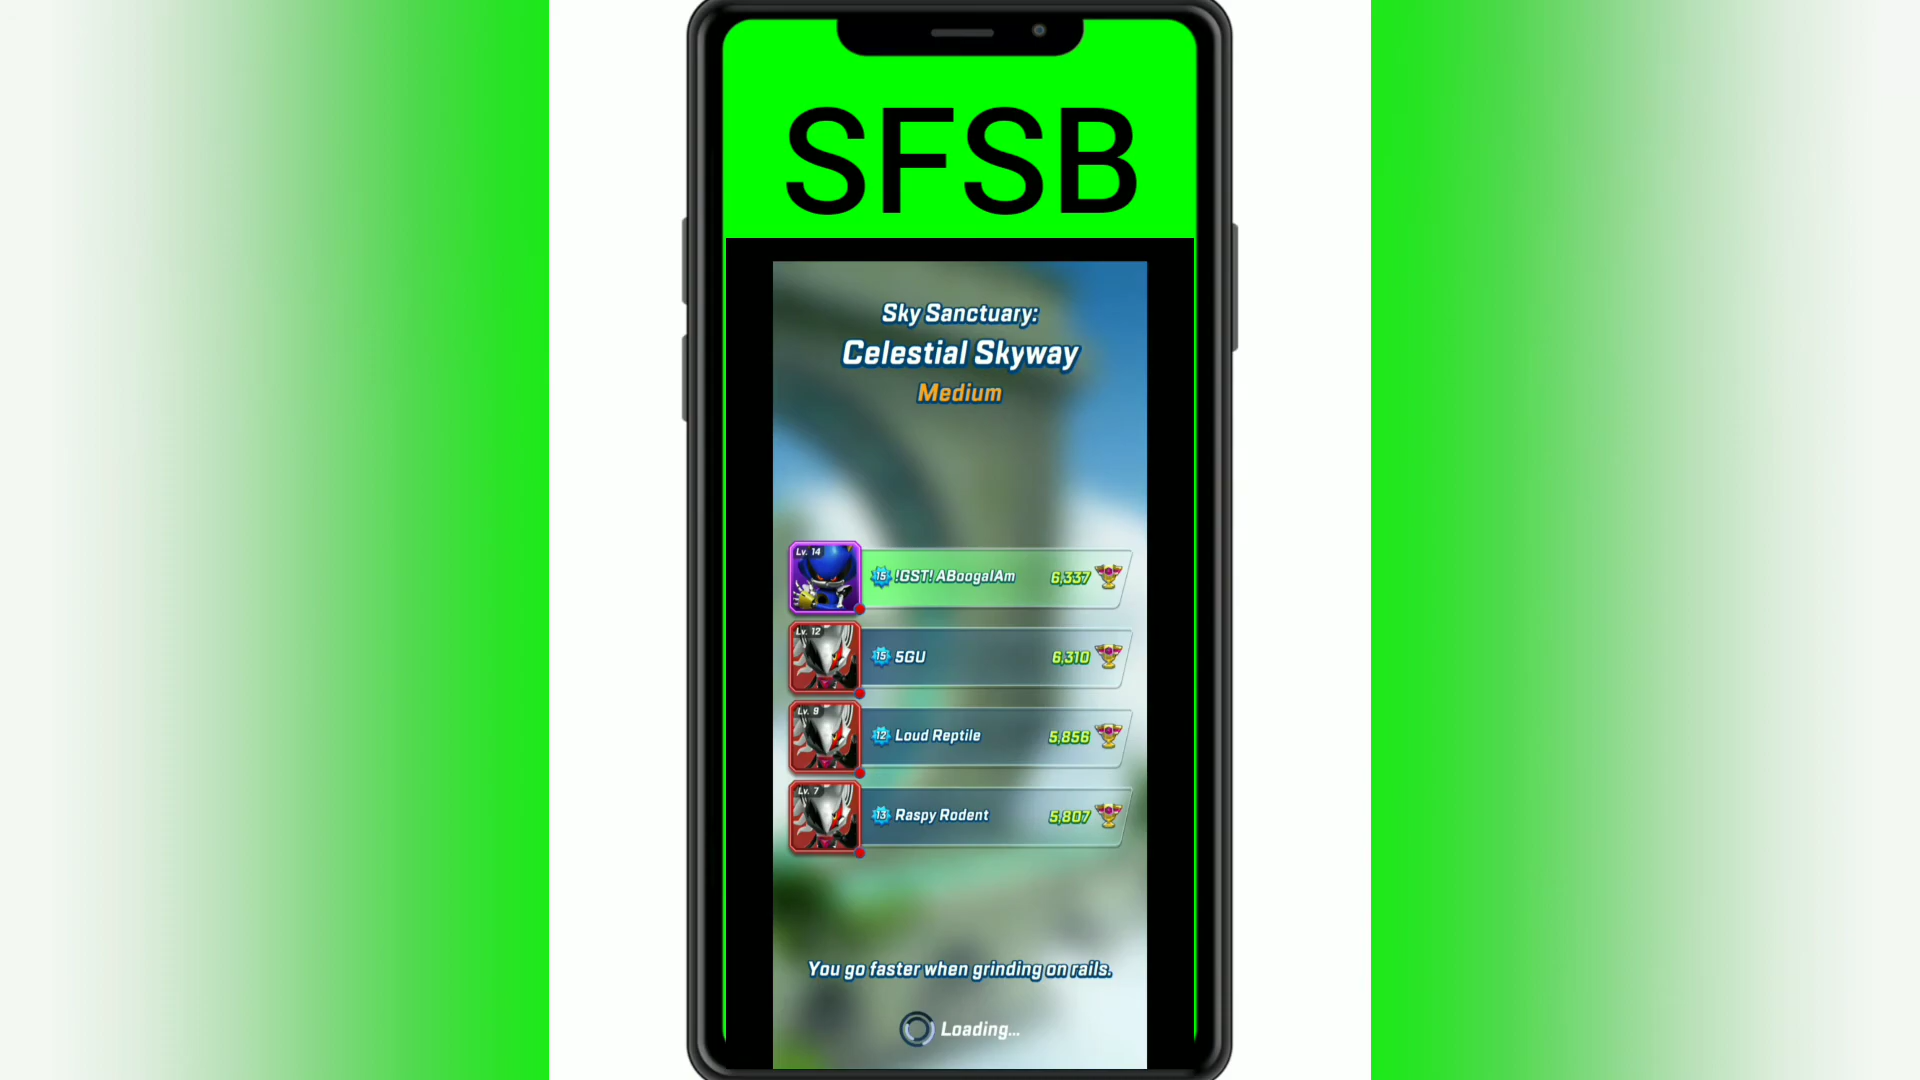 SFSB
Sky Sanctuary:
Celestial Skyway
Medium
Lv. 14
15 !GST! ABoogalAm 6,337
Lv. 12
15 5GU 6,310
Lv. 9
12 Loud Reptile 5,856
Lv. 7
13 Raspy Rodent 5,807
You go faster when grinding on rails.
Loading...